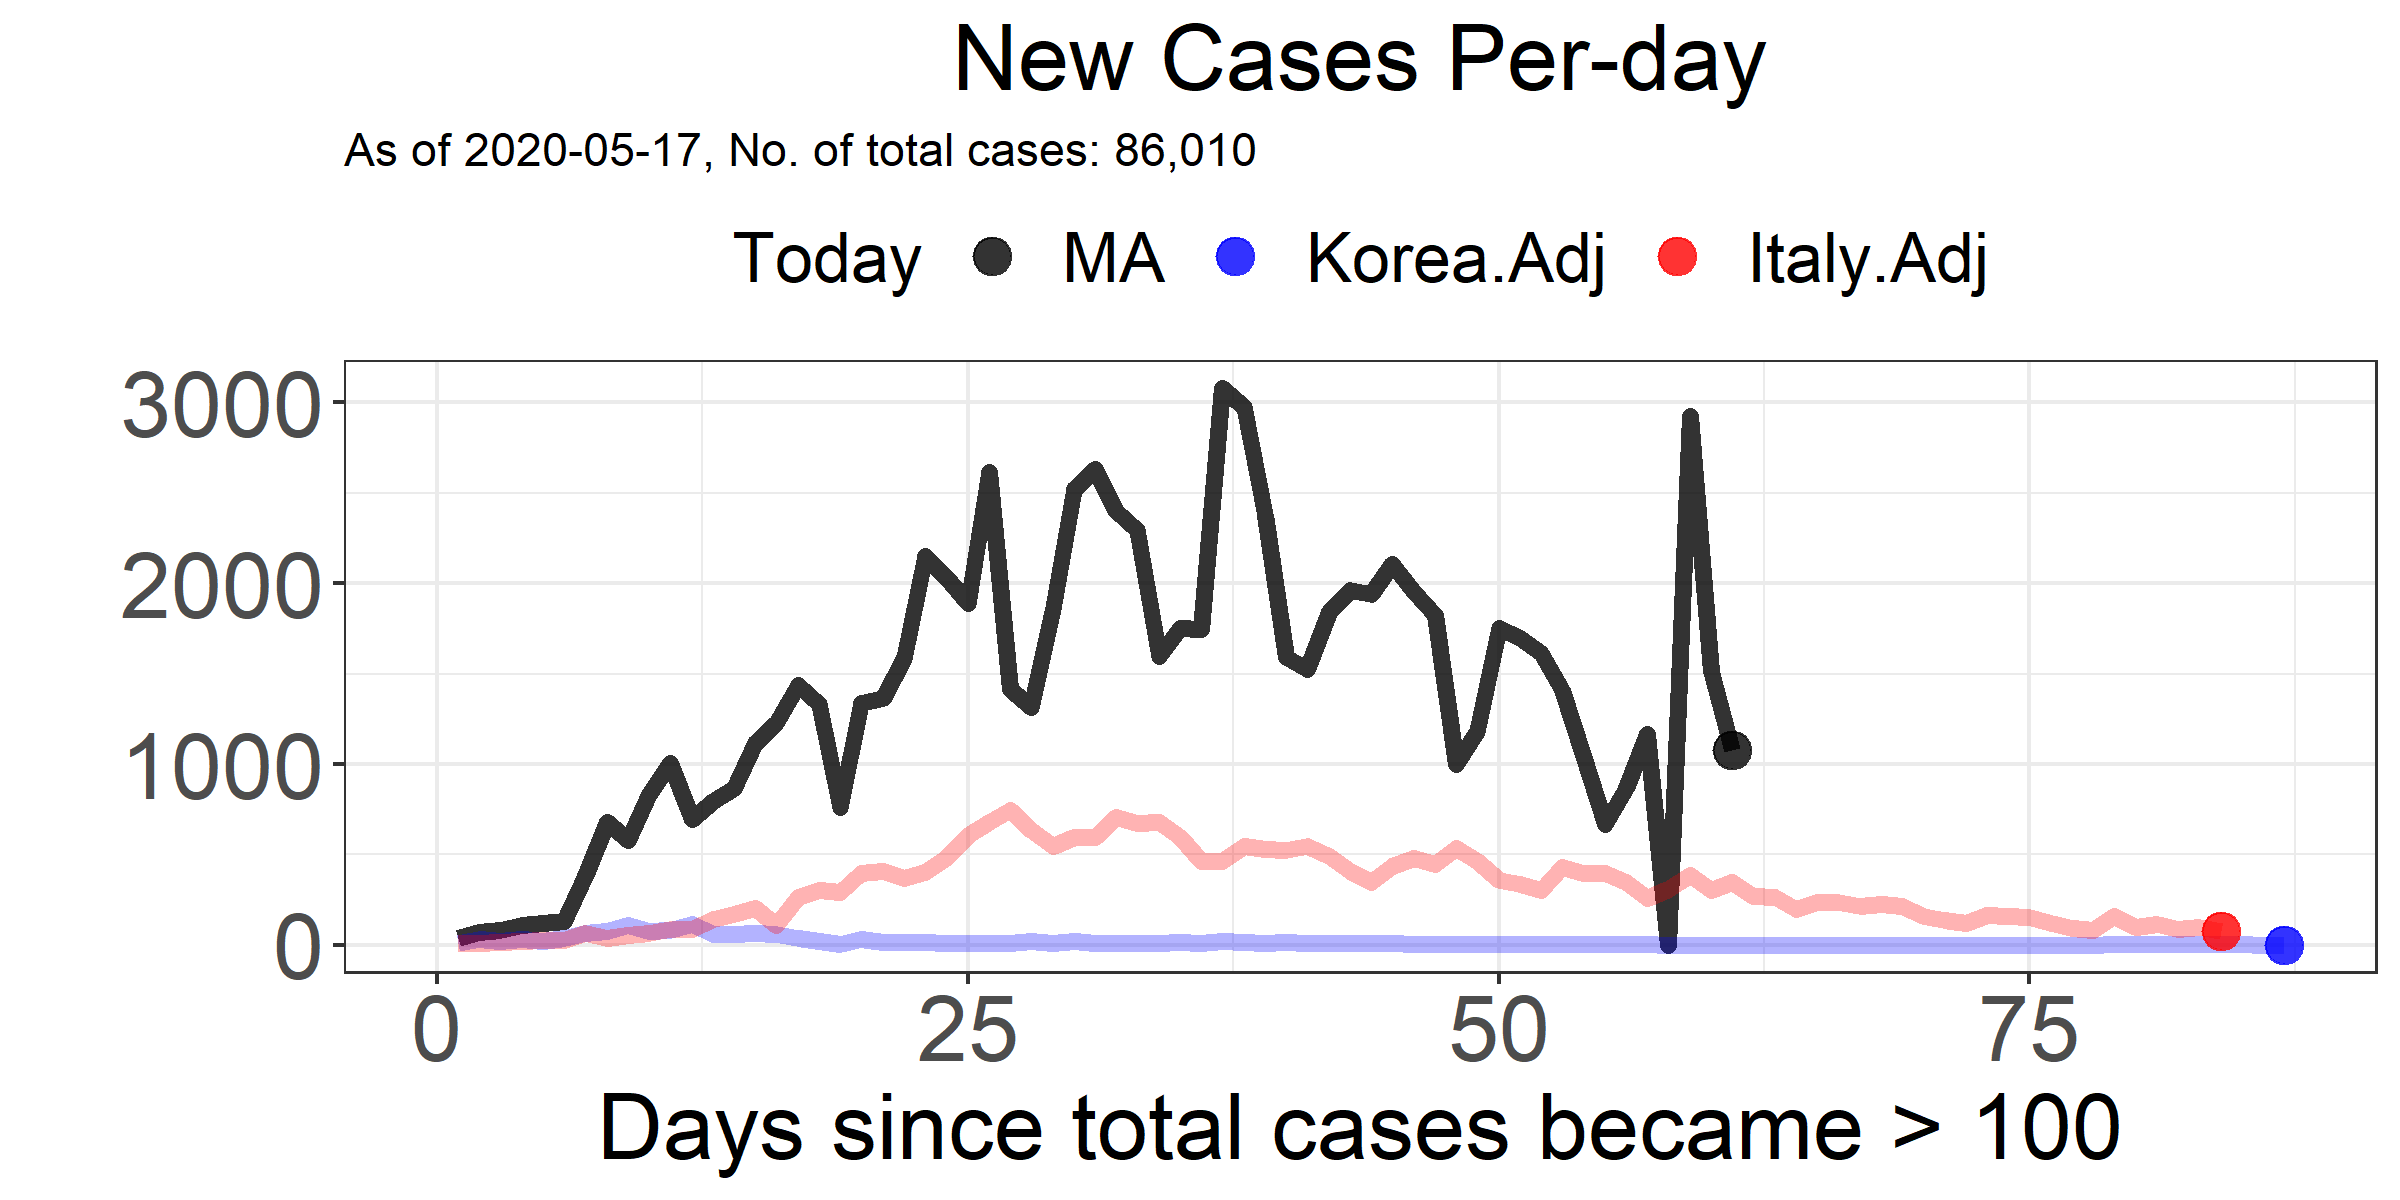 New Cases Per-day
As of 2020-05-17, No. of total cases: 86,010
Today MA Korea.Adj Italy.Adj
3000
2000
1000
0
0 25 50 75
Days since total cases became > 100